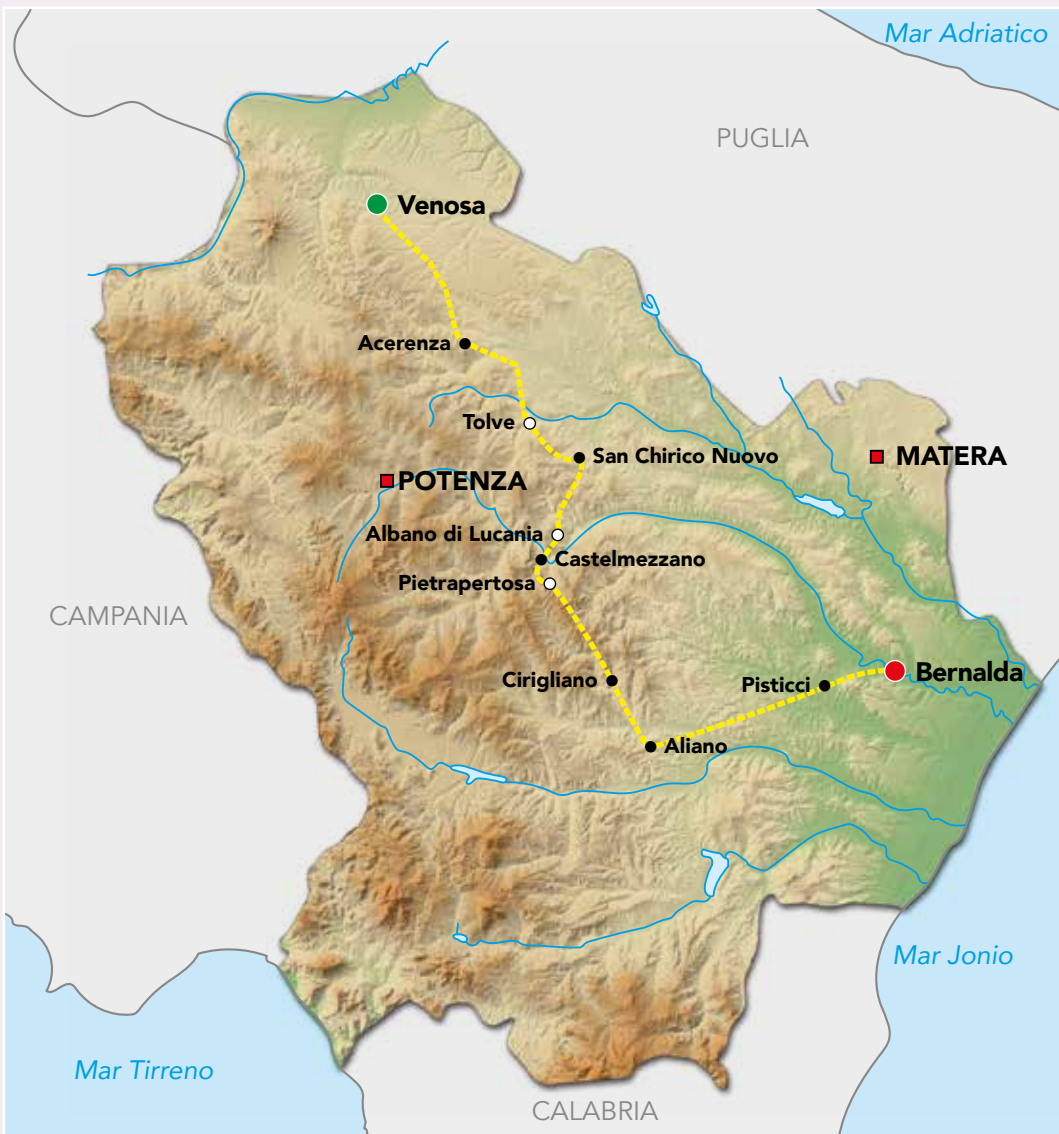 Mar Adriatico
PUGLIA
Venosa
Acerenza
Tolve
San Chirico Nuovo
MATERA
POTENZA
Albano di Lucania
Castelmezzano
Pietrapertosa
CAMPANIA
Cirigliano
Pisticci
Bernalda
Aliano
Mar Jonio
Mar Tirreno
CALABRIA